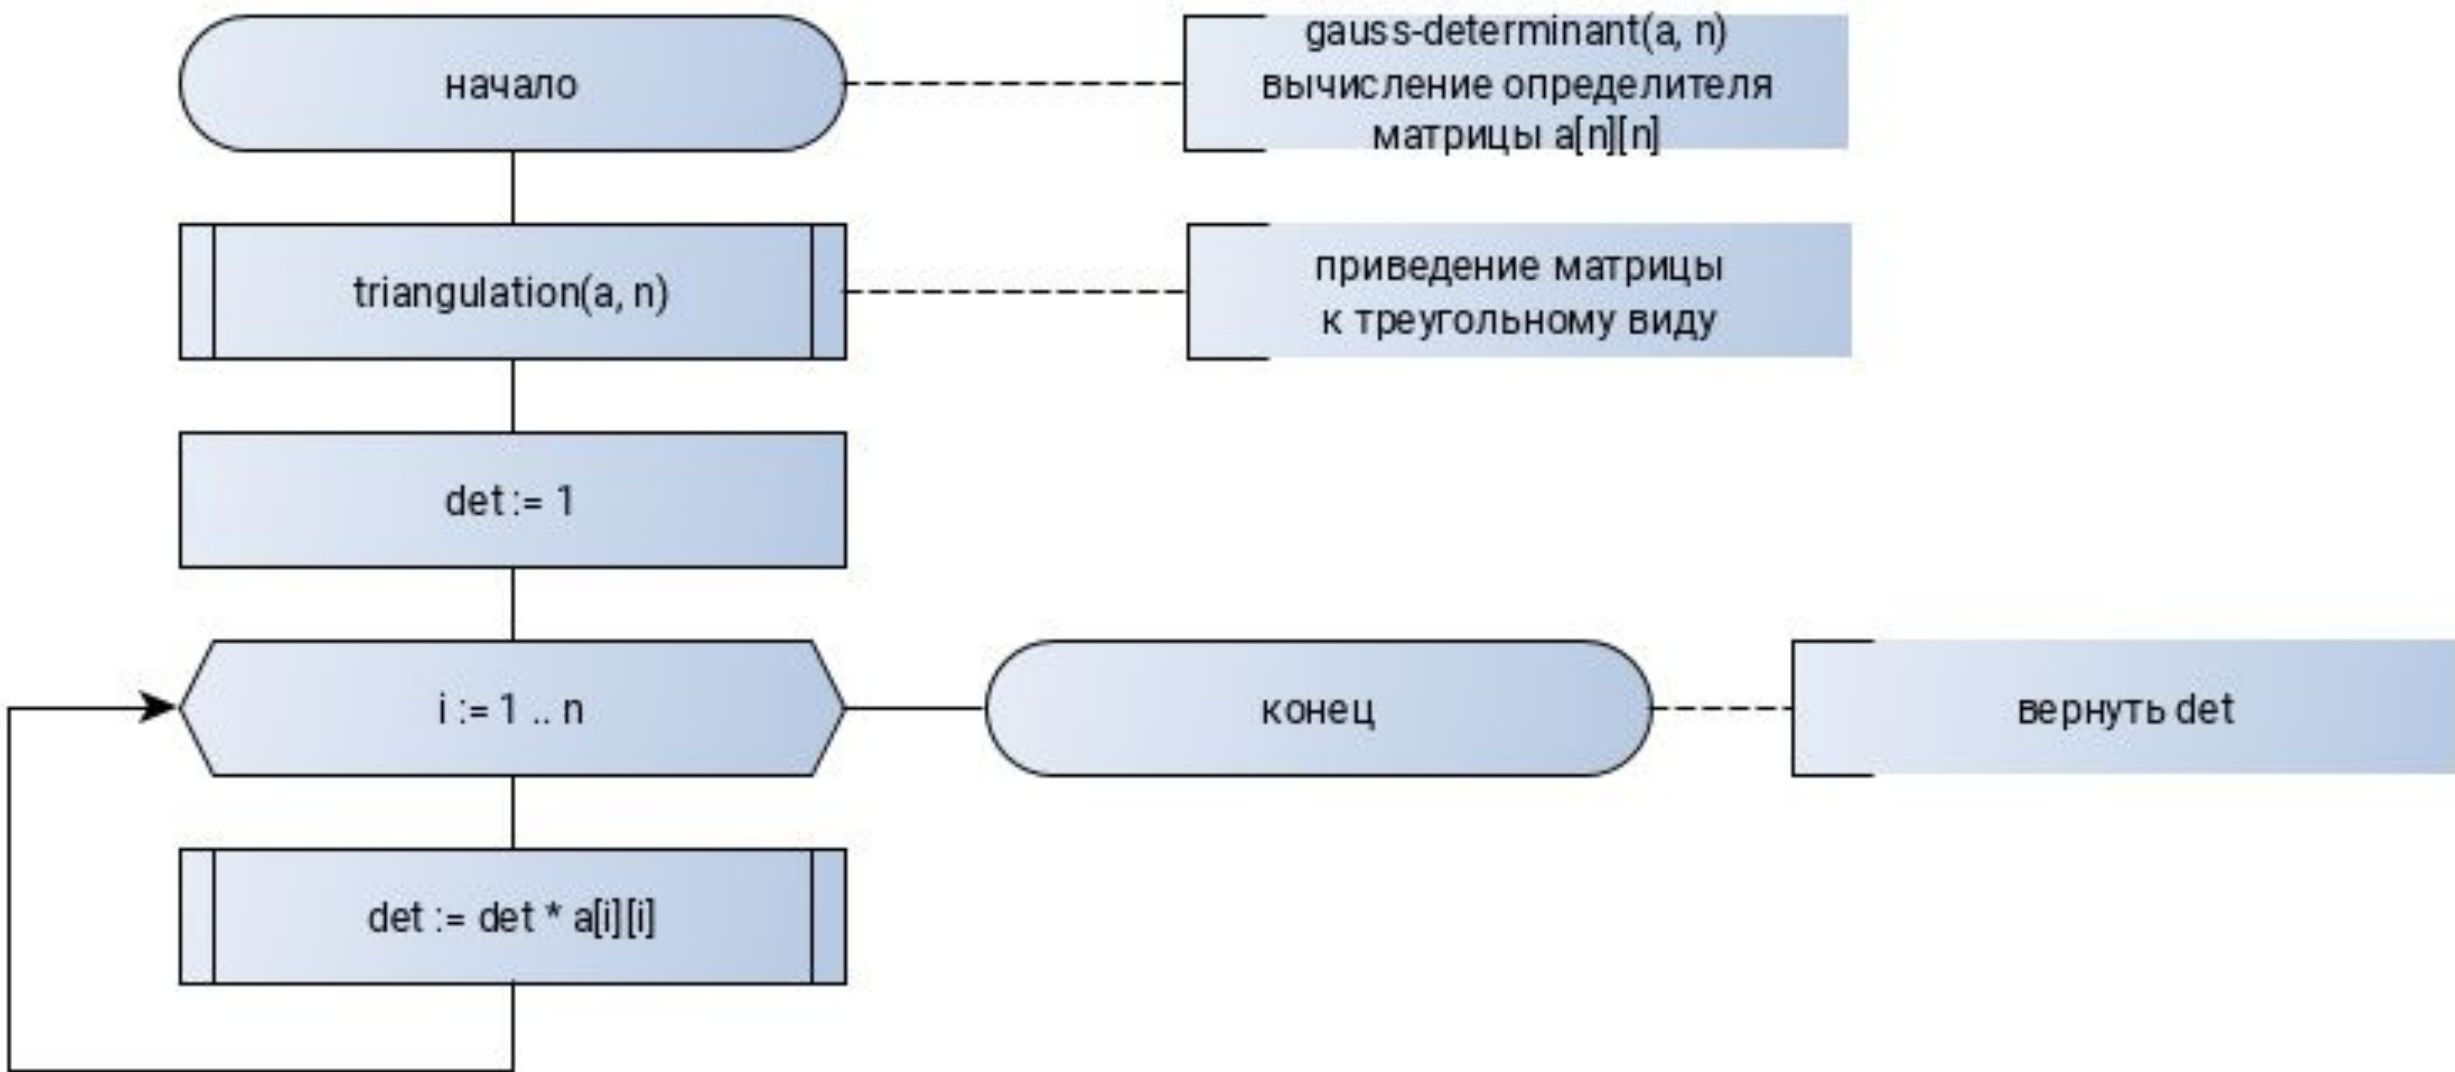 начало
gauss-determinant(a, n)
вычисление определителя
матрицы a[n][n]
triangulation(a, n)
приведение матрицы
к треугольному виду
det := 1
i := 1 .. n
конец
вернуть det
det := det * a[i][i]